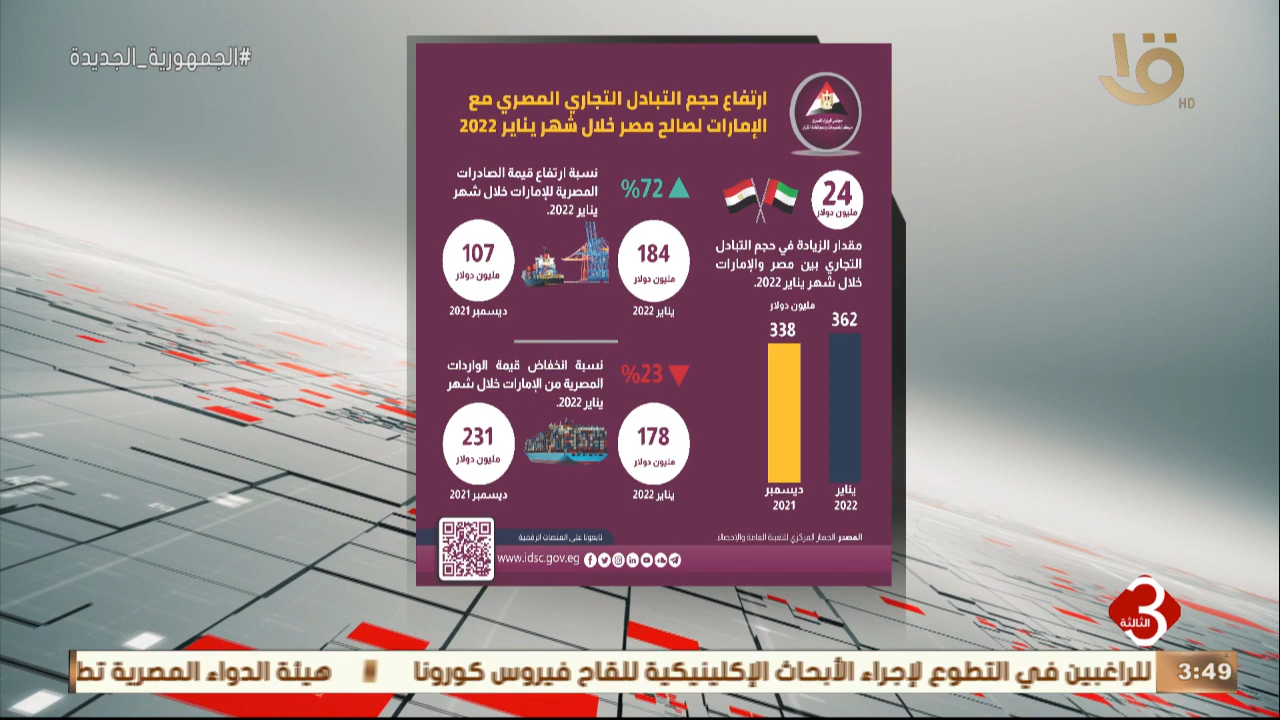 #الجمهورية_الجديدة
HD
ارتفاع حجم التبادل التجاري المصري مع
الإمارات لصالح مصر خلال شهر يناير 2022
24
مليون دولار
مقدار الزيادة في حجم التبادل
التجاري بين مصر والإمارات
خلال شهر يناير 2022.
مليون دولار
362
338
يناير
2022
ديسمبر
2021
%72
نسبة ارتفاع قيمة الصادرات
المصرية للإمارات خلال شهر
يناير 2022.
184
مليون دولار
يناير 2022
107
مليون دولار
ديسمبر 2021
%23
نسبة انخفاض قيمة الواردات
المصرية من الإمارات خلال شهر
يناير 2022.
178
مليون دولار
يناير 2022
231
مليون دولار
ديسمبر 2021
المصدر: الجهاز المركزي للتعبئة العامة والإحصاء.
تابعونا على المنصات الرقمية
www.idsc.gov.eg
3
الثالثة
3:49
للراغبين في التطوع لإجراء الأبحاث الإكلينيكية للقاح فيروس كورونا
هيئة الدواء المصرية تط